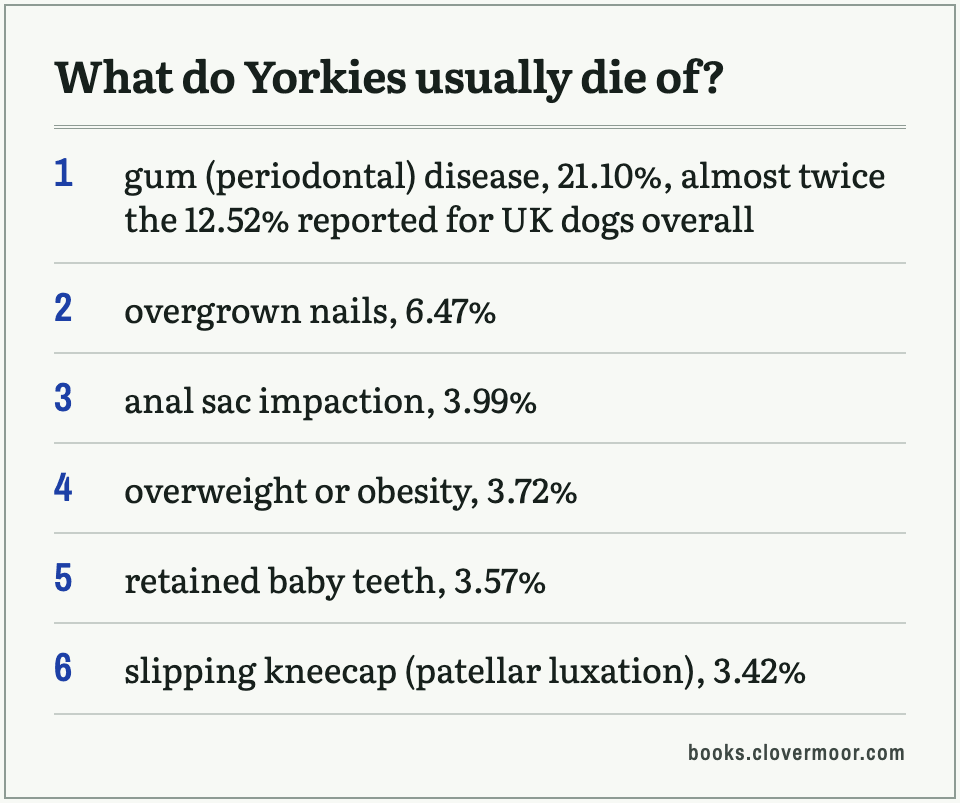 What do Yorkies usually die of?
1 gum (periodontal) disease, 21.10%, almost twice
the 12.52% reported for UK dogs overall
2 overgrown nails, 6.47%
3 anal sac impaction, 3.99%
4 overweight or obesity, 3.72%
5 retained baby teeth, 3.57%
6 slipping kneecap (patellar luxation), 3.42%
books.clovermoor.com